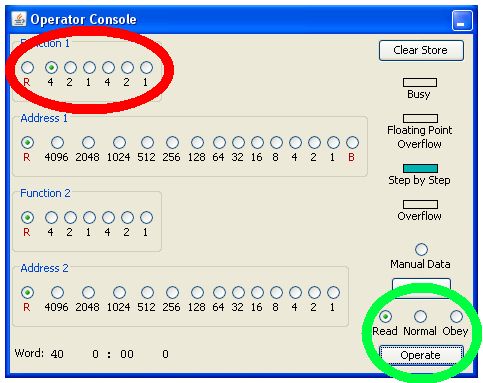 Operator Console
Function 1
R 4 2 1 4 2 1
Clear Store
Busy
Address 1
R 4096 2048 1024 512 256 128 64 32 16 8 4 2 1 B
Floating Point
Overflow
Step by Step
Function 2
R 4 2 1 4 2 1
Overflow
Manual Data
Address 2
R 4096 2048 1024 512 256 128 64 32 16 8 4 2 1
Read Normal Obey
Word: 40 0 : 00 0
Operate